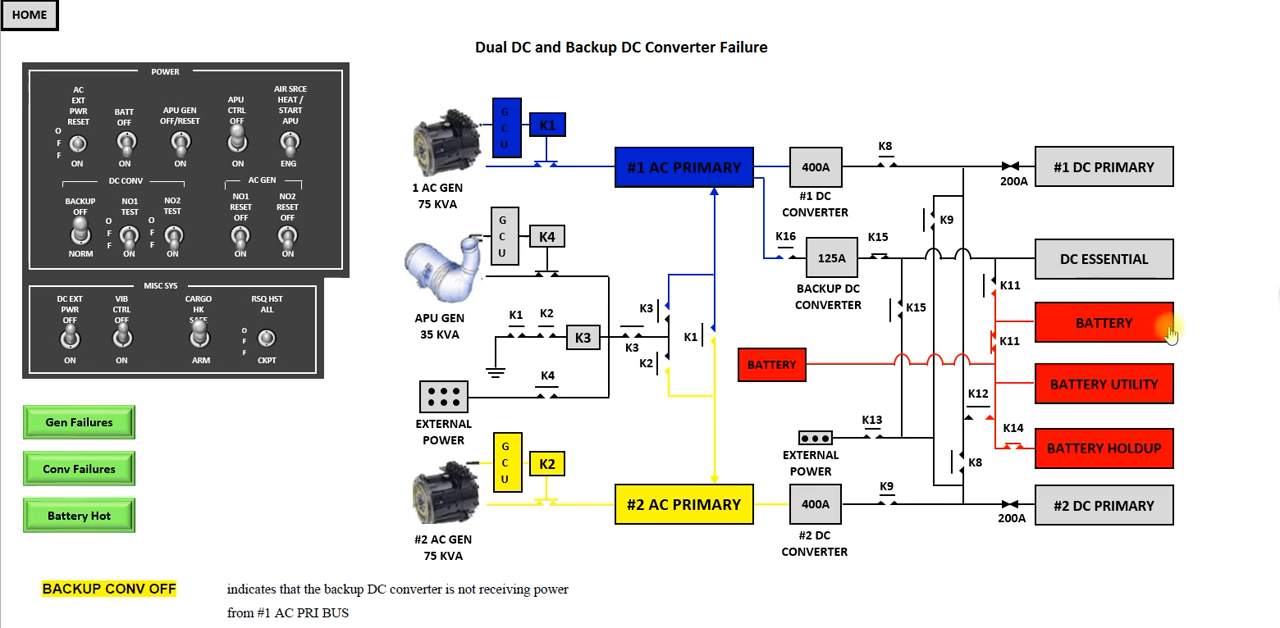 HOME
Dual DC and Backup DC Converter Failure
POWER
AC
EXT
PWR
RESET
O
F
F
ON
BATT
OFF
ON
APU GEN
OFF/RESET
ON
APU
CTRL
OFF
ON
AIR SRCE
HEAT /
START
APU
ENG
DC CONV
AC GEN
BACKUP
OFF
NORM
NO1
TEST
O
F
F
ON
NO2
TEST
O
F
F
ON
NO1
RESET
OFF
ON
NO2
RESET
OFF
ON
MISC SYS
DC EXT
PWR
OFF
ON
VIB
CTRL
OFF
ON
CARGO
HK
SAFE
ARM
RSQ HST
ALL
O
F
F
CKPT
Gen Failures
Conv Failures
Battery Hot
G
C
U
K1
1 AC GEN
75 KVA
G
C
U
K4
APU GEN
35 KVA
K1
K2
K3
K3
K4
EXTERNAL
POWER
G
C
U
K2
#2 AC GEN
75 KVA
#1 AC PRIMARY
K3
K2
K1
#2 AC PRIMARY
400A
#1 DC
CONVERTER
K8
200A
#1 DC PRIMARY
K9
K16
125A
BACKUP DC
CONVERTER
K15
DC ESSENTIAL
K11
K15
BATTERY
K11
BATTERY
BATTERY UTILITY
K12
K13
EXTERNAL
POWER
K14
BATTERY HOLDUP
K8
400A
#2 DC
CONVERTER
K9
200A
#2 DC PRIMARY
BACKUP CONV OFF
indicates that the backup DC converter is not receiving power
from #1 AC PRI BUS